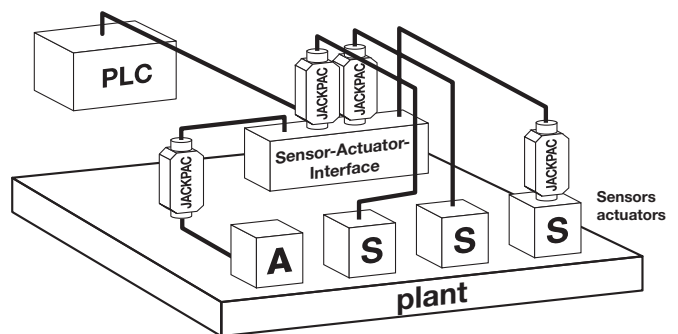 PLC
JACKPAC
JACKPAC
JACKPAC
JACKPAC
Sensor-Actuator-
Interface
Sensors
actuators
A
S
S
S
plant